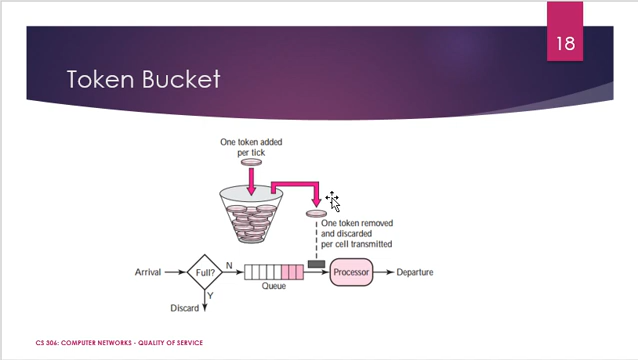 18
Token Bucket
One token added
per tick
One token removed
and discarded
per cell transmitted
Arrival
Full?
N
Queue
Processor
Departure
Y
Discard
CS 306: COMPUTER NETWORKS - QUALITY OF SERVICE